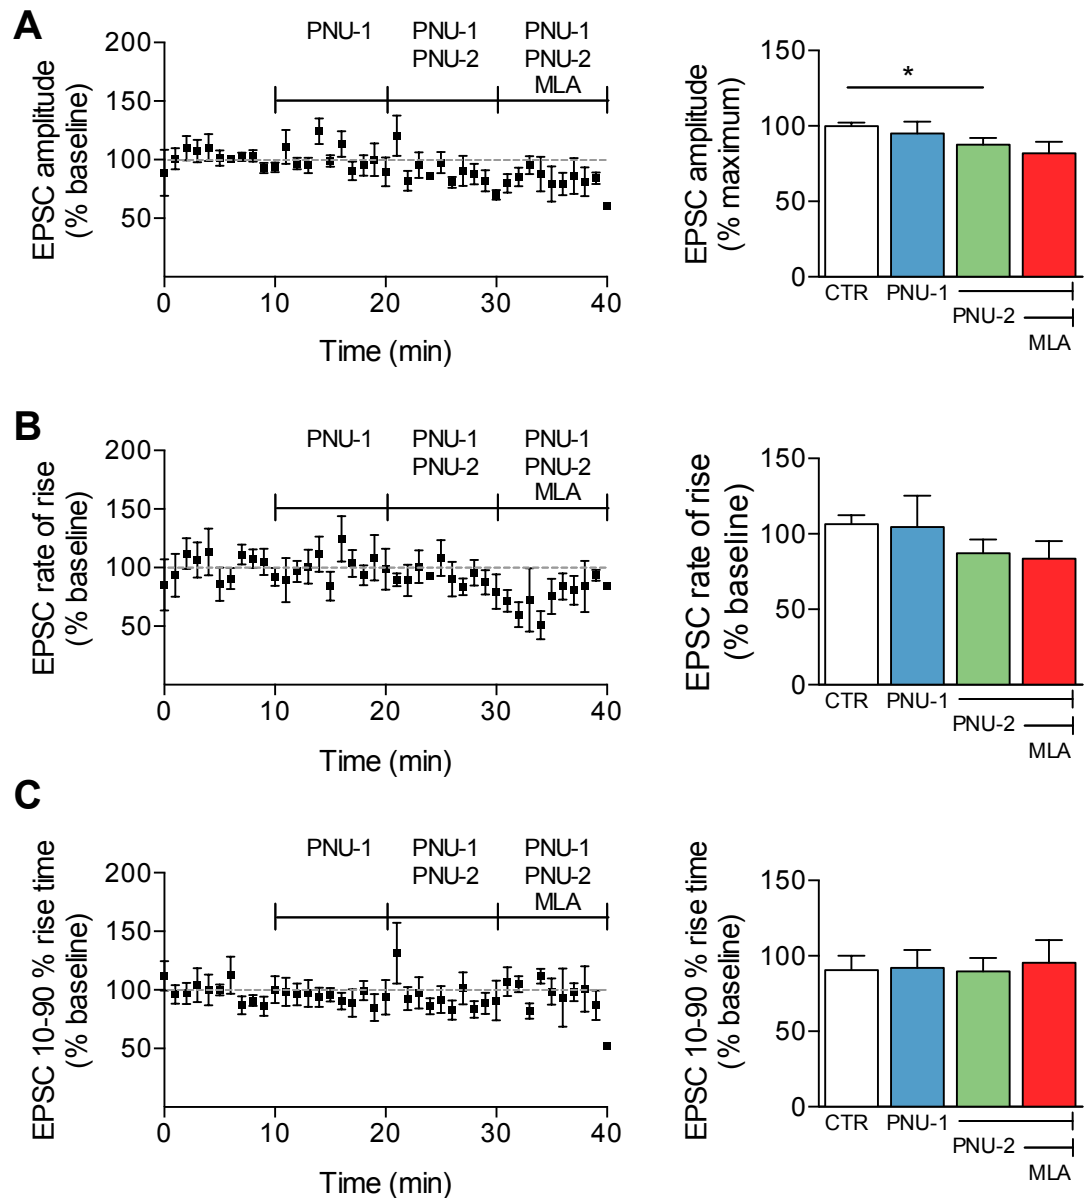 A
EPSC amplitude
(% baseline)
200
150
100
50
PNU-1
PNU-1
PNU-2
PNU-1
PNU-2
MLA
0
10
20
30
40
Time (min)
EPSC amplitude
(% maximum)
150
100
50
0
*
CTR
PNU-1
PNU-2
MLA
B
EPSC rate of rise
(% baseline)
200
150
100
50
PNU-1
PNU-1
PNU-2
PNU-1
PNU-2
MLA
0
10
20
30
40
Time (min)
EPSC rate of rise
(% baseline)
150
100
50
0
CTR
PNU-1
PNU-2
MLA
C
EPSC 10-90 % rise time
(% baseline)
200
150
100
50
PNU-1
PNU-1
PNU-2
PNU-1
PNU-2
MLA
0
10
20
30
40
Time (min)
EPSC 10-90 % rise time
(% baseline)
150
100
50
0
CTR
PNU-1
PNU-2
MLA